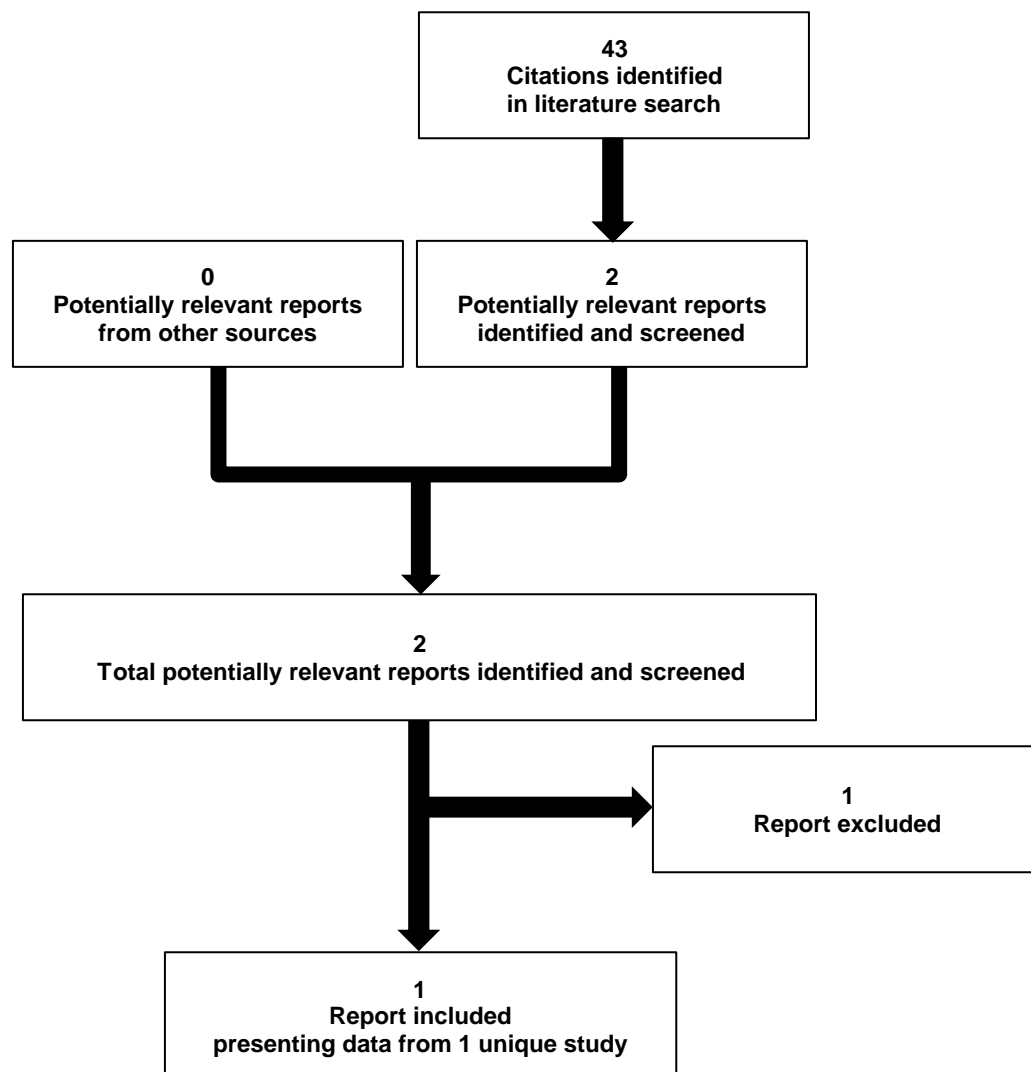 43
Citations identified
in literature search
0
Potentially relevant reports
from other sources
2
Potentially relevant reports
identified and screened
2
Total potentially relevant reports identified and screened
1
Report excluded
1
Report included
presenting data from 1 unique study